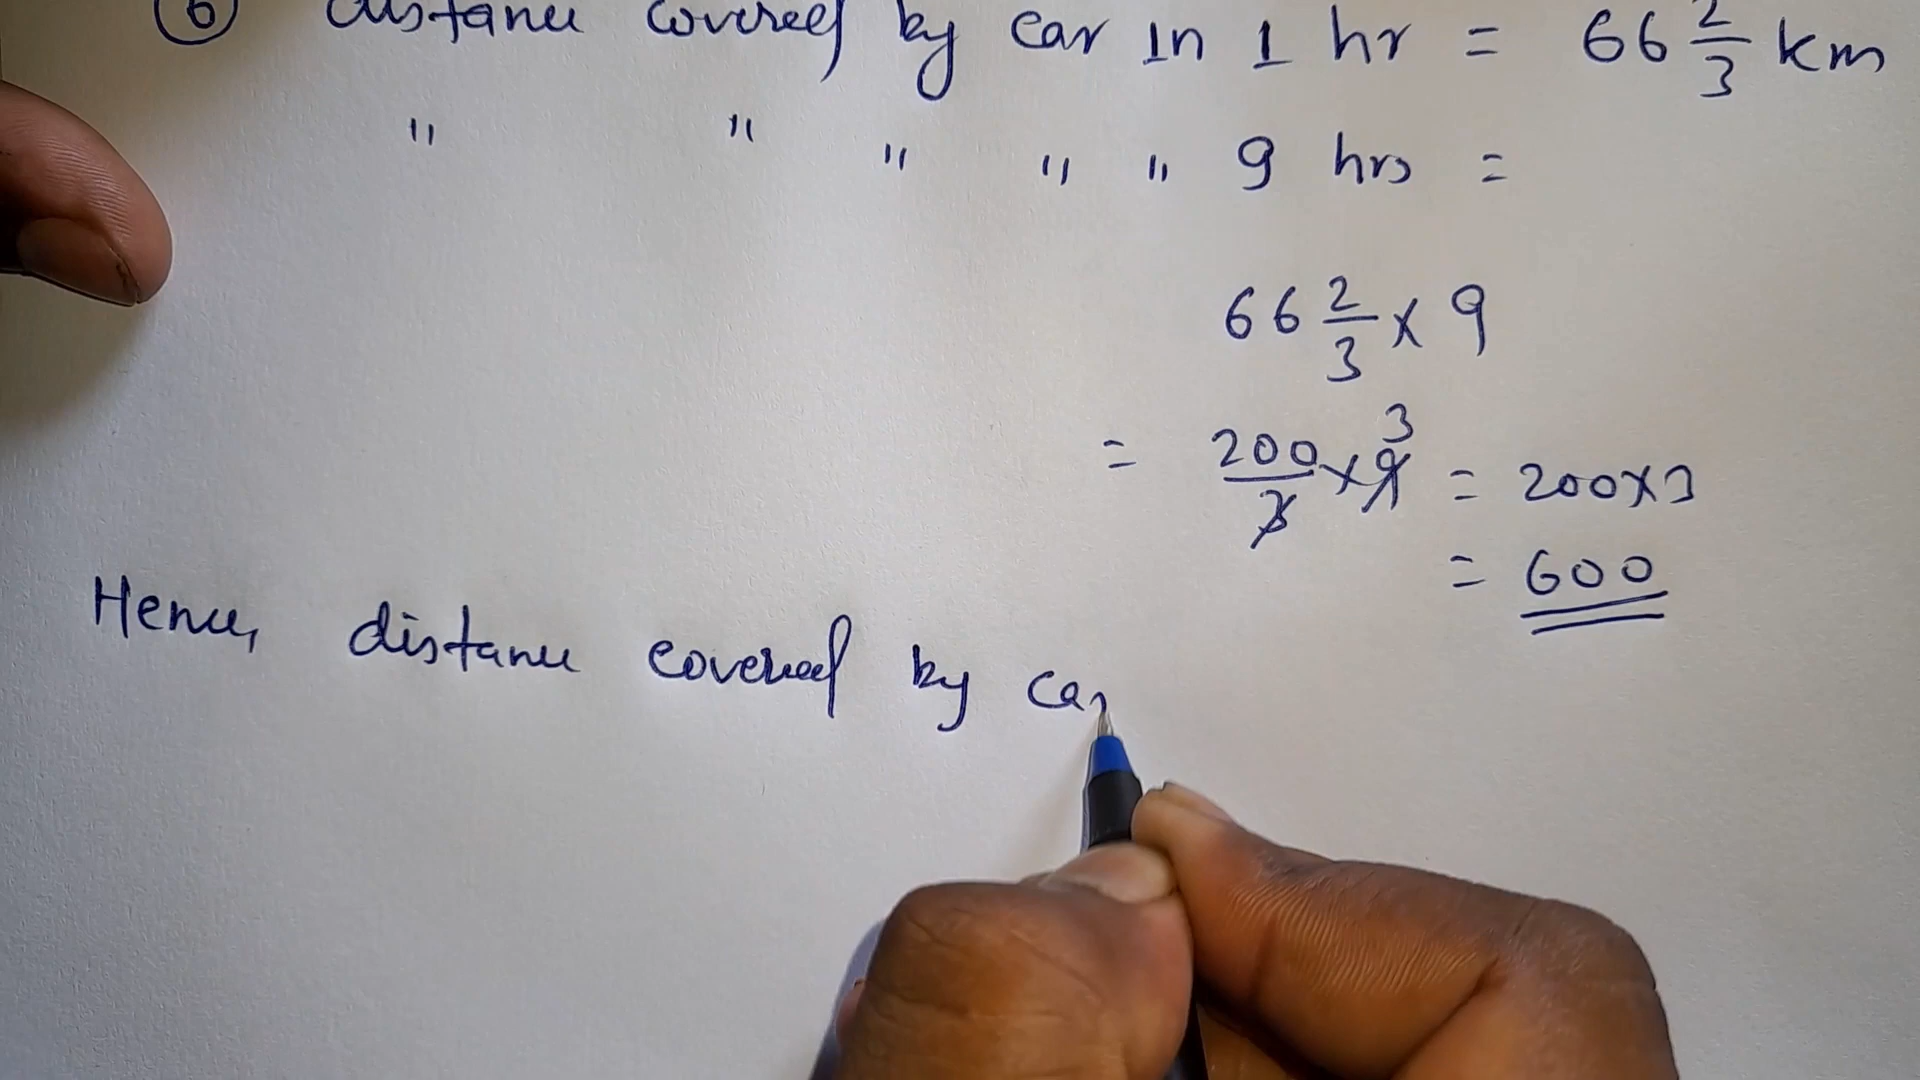 ⑥ distance covered by car in 1 hr = 66 2/3 km
" " " " " 9 hrs =
66 2/3 x 9
= 200/3 x 9 3 = 200x3
= 600
Hence, distance covered by car